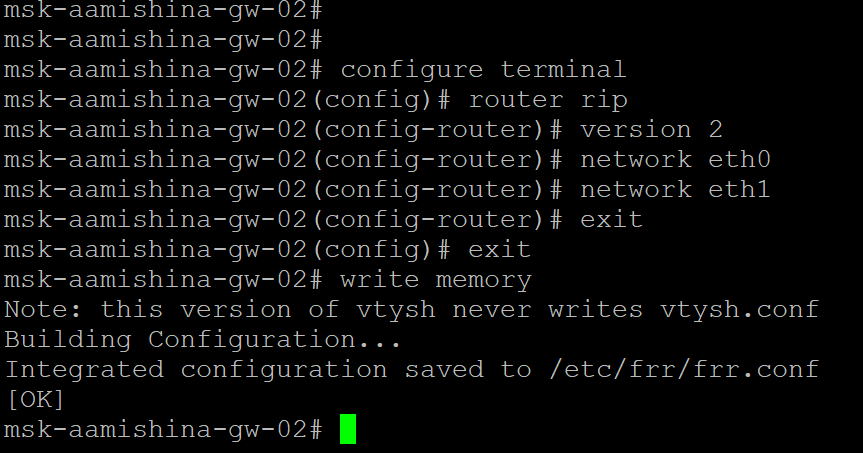 msk-aamishina-gw-02#
msk-aamishina-gw-02#
msk-aamishina-gw-02# configure terminal
msk-aamishina-gw-02(config)# router rip
msk-aamishina-gw-02(config-router)# version 2
msk-aamishina-gw-02(config-router)# network eth0
msk-aamishina-gw-02(config-router)# network eth1
msk-aamishina-gw-02(config-router)# exit
msk-aamishina-gw-02(config)# exit
msk-aamishina-gw-02# write memory
Note: this version of vtysh never writes vtysh.conf
Building Configuration...
Integrated configuration saved to /etc/frr/frr.conf
[OK]
msk-aamishina-gw-02#